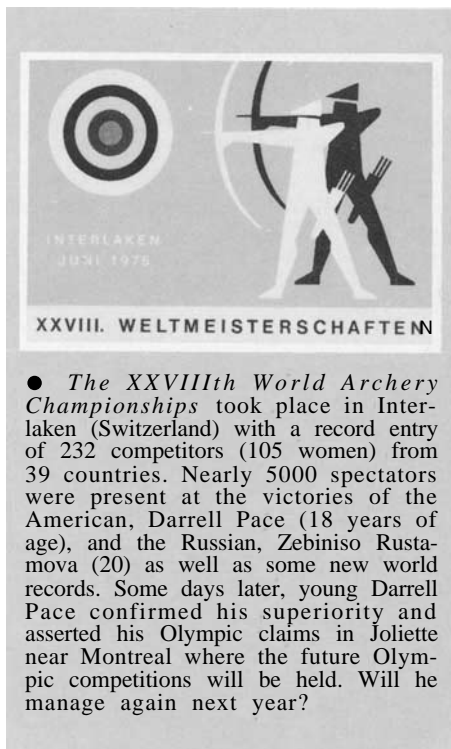 INTERLAKEN
JUNI 1975
XXVIII. WELTMEISTERSCHAFTEN
● The XXVIIIth World Archery
Championships took place in Inter-
laken (Switzerland) with a record entry
of 232 competitors (105 women) from
39 countries. Nearly 5000 spectators
were present at the victories of the
American, Darrell Pace (18 years of
age), and the Russian, Zebiniso Rusta-
mova (20) as well as some new world
records. Some days later, young Darrell
Pace confirmed his superiority and
asserted his Olympic claims in Joliette
near Montreal where the future Olym-
pic competitions will be held. Will he
manage again next year?